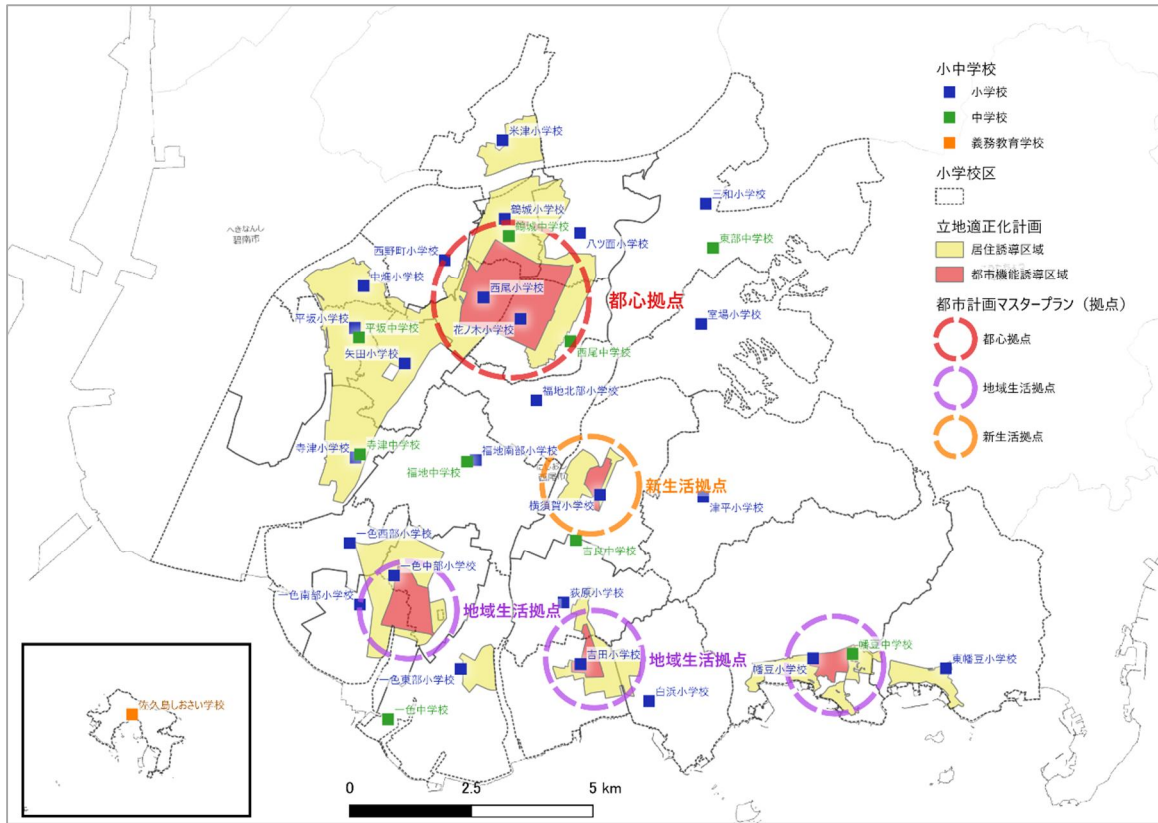 小中学校
小学校
中学校
義務教育学校
小学校区
立地適正化計画
居住誘導区域
都市機能誘導区域
都市計画マスタープラン(拠点)
都心拠点
地域生活拠点
新生活拠点
米津小学校
三和小学校
鶴城小学校
鶴城中学校
八ツ面小学校
東部中学校
へきなんし
碧南市
西野町小学校
中畑小学校
西尾小学校
都心拠点
平坂小学校
平坂中学校
花ノ木小学校
室場小学校
西尾中学校
矢田小学校
福地北部小学校
寺津小学校
寺津中学校
福地南部小学校
福地中学校
新生活拠点
横須賀小学校
津平小学校
一色西部小学校
吉良中学校
一色中部小学校
一色南部小学校
荻原小学校
地域生活拠点
吉田小学校
地域生活拠点
幡豆中学校
幡豆小学校
東幡豆小学校
一色東部小学校
白浜小学校
一色中学校
佐久島しおさい学校
0 2.5 5 km